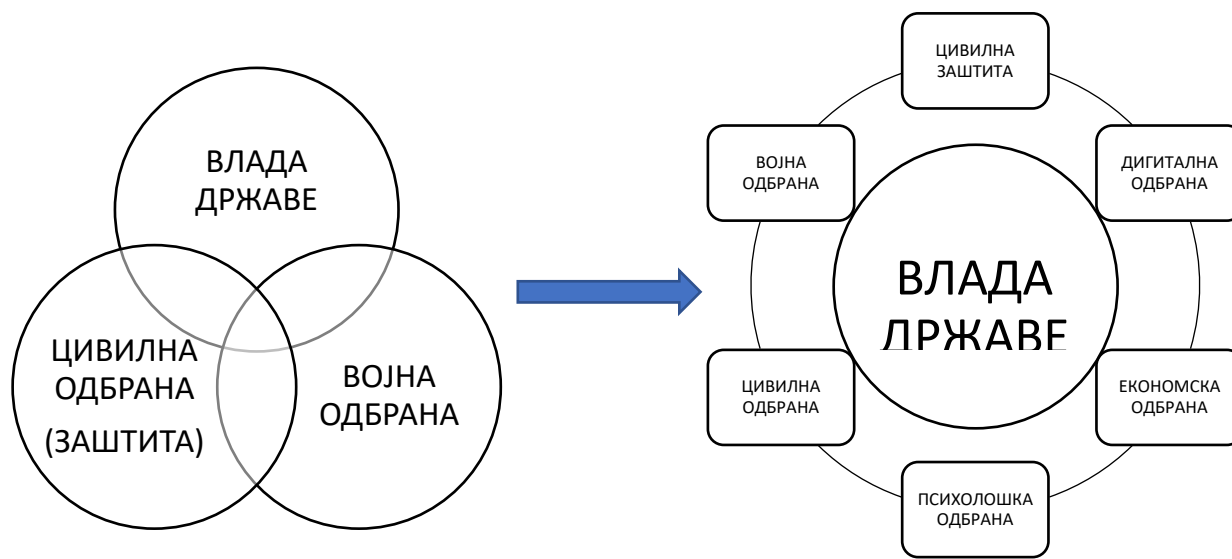 ВЛАДА
ДРЖАВЕ
ЦИВИЛНА
ОДБРАНА
(ЗАШТИТА)
ВОЈНА
ОДБРАНА
ЦИВИЛНА
ЗАШТИТА
ВОЈНА
ОДБРАНА
ДИГИТАЛНА
ОДБРАНА
ВЛАДА
ДРЖАВЕ
ЦИВИЛНА
ОДБРАНА
ЕКОНОМСКА
ОДБРАНА
ПСИХОЛОШКА
ОДБРАНА